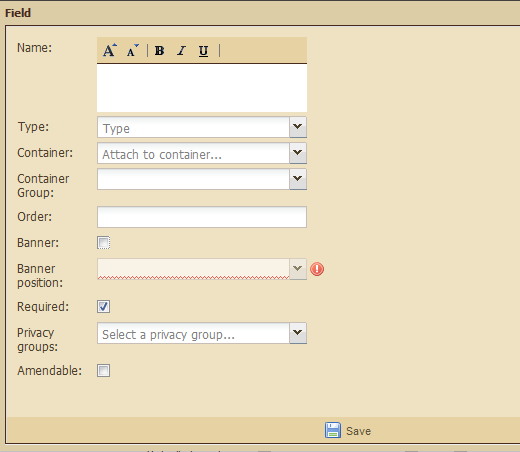 Field
Name:
A A B I U
Type:
Type
Container:
Attach to container...
Container
Group:
Order:
Banner:
Banner
position:
Required:
Privacy
groups:
Select a privacy group...
Amendable:
Save